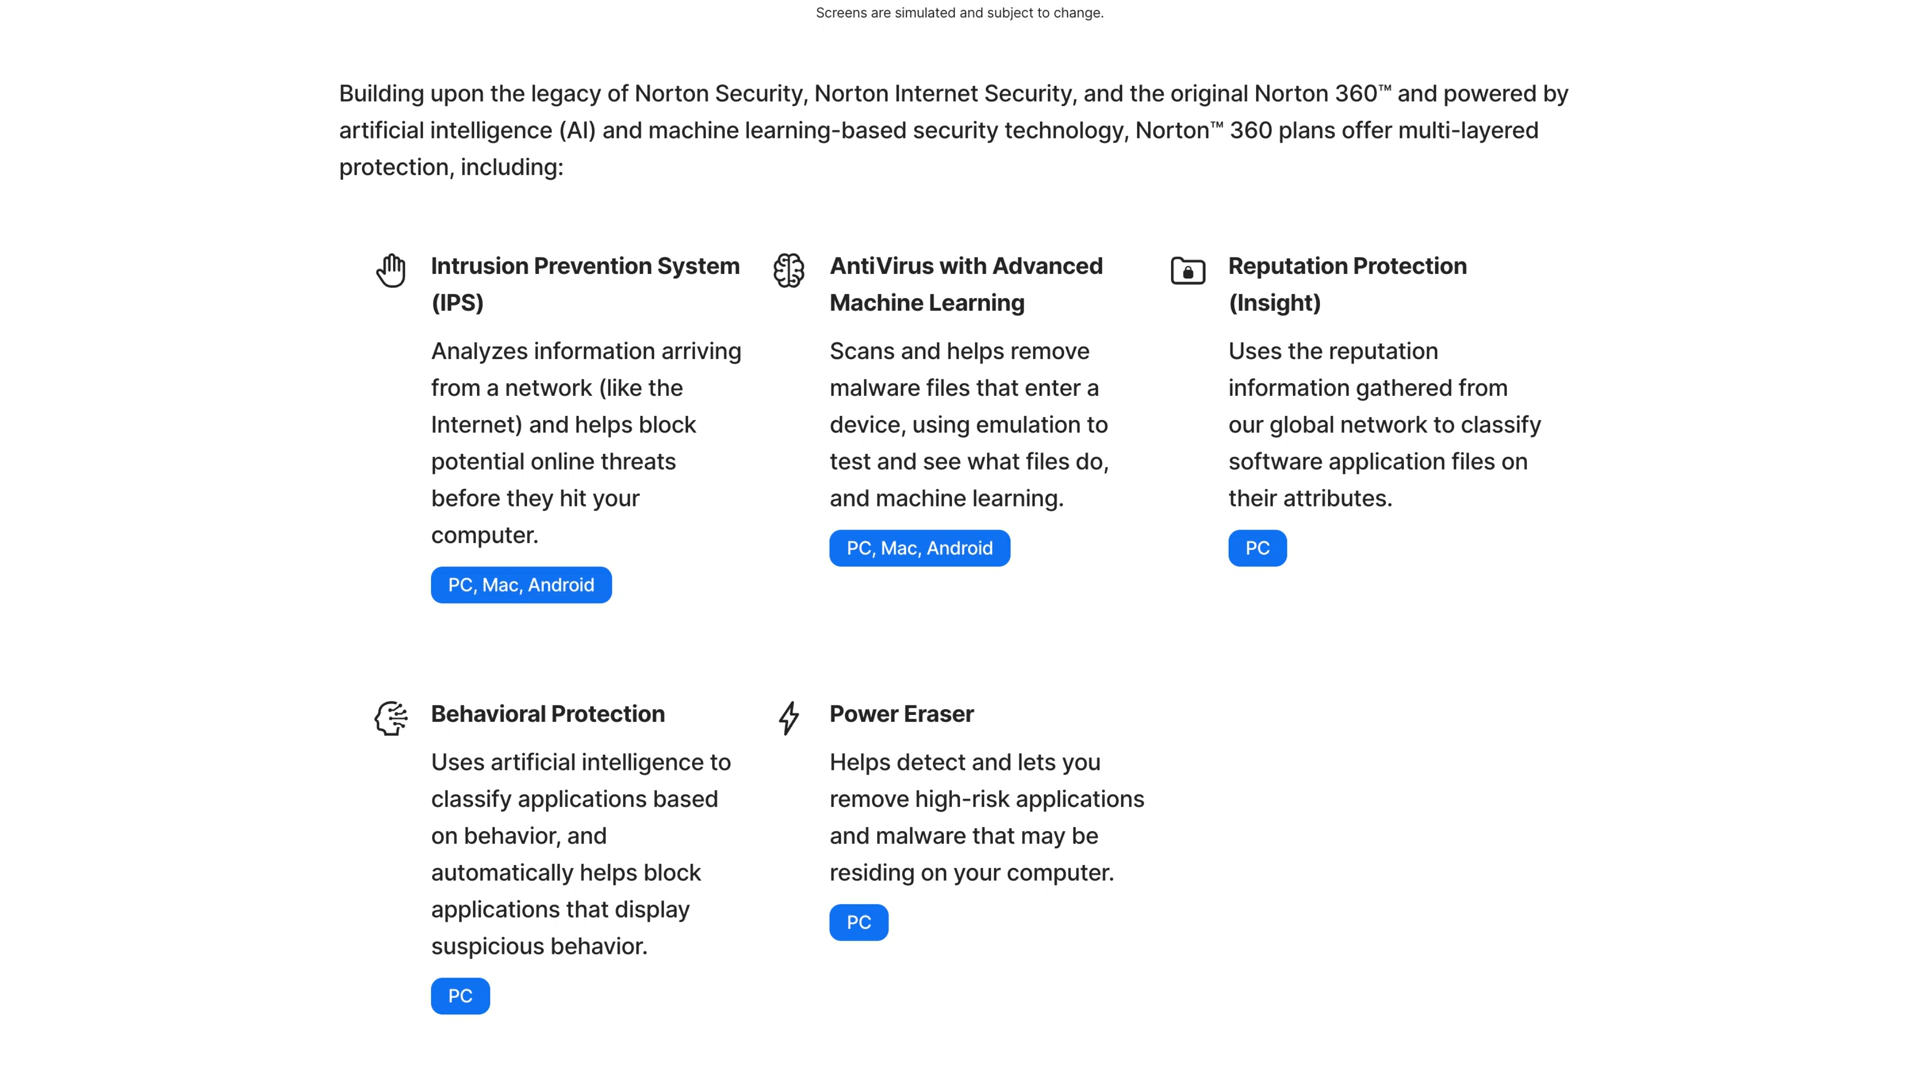 Screens are simulated and subject to change.
Building upon the legacy of Norton Security, Norton Internet Security, and the original Norton 360™ and powered by
artificial intelligence (AI) and machine learning-based security technology, Norton™ 360 plans offer multi-layered
protection, including:
Intrusion Prevention System
(IPS)
Analyzes information arriving
from a network (like the
Internet) and helps block
potential online threats
before they hit your
computer.
PC, Mac, Android
AntiVirus with Advanced
Machine Learning
Scans and helps remove
malware files that enter a
device, using emulation to
test and see what files do,
and machine learning.
PC, Mac, Android
Reputation Protection
(Insight)
Uses the reputation
information gathered from
our global network to classify
software application files on
their attributes.
PC
Behavioral Protection
Uses artificial intelligence to
classify applications based
on behavior, and
automatically helps block
applications that display
suspicious behavior.
PC
Power Eraser
Helps detect and lets you
remove high-risk applications
and malware that may be
residing on your computer.
PC